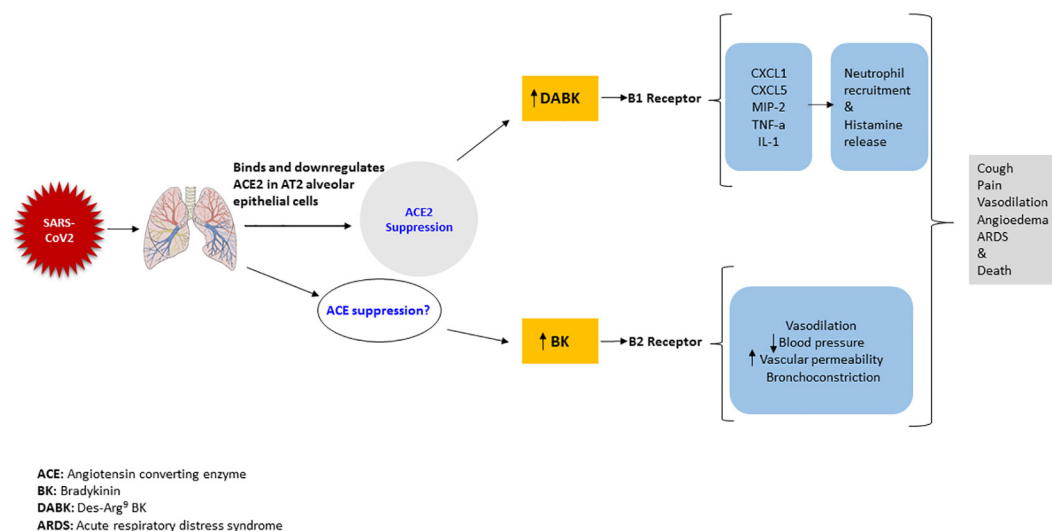 SARS-
CoV2
Binds and downregulates
ACE2 in AT2 alveolar
epithelial cells
ACE2
Suppression
ACE suppression?
↑DABK
B1 Receptor
CXCL1
CXCL5
MIP-2
TNF-a
IL-1
Neutrophil
recruitment
&
Histamine
release
↑ BK
B2 Receptor
Vasodilation
↓Blood pressure
↑ Vascular permeability
Bronchoconstriction
Cough
Pain
Vasodilation
Angioedema
ARDS
&
Death
ACE: Angiotensin converting enzyme
BK: Bradykinin
DABK: Des-Arg⁹ BK
ARDS: Acute respiratory distress syndrome